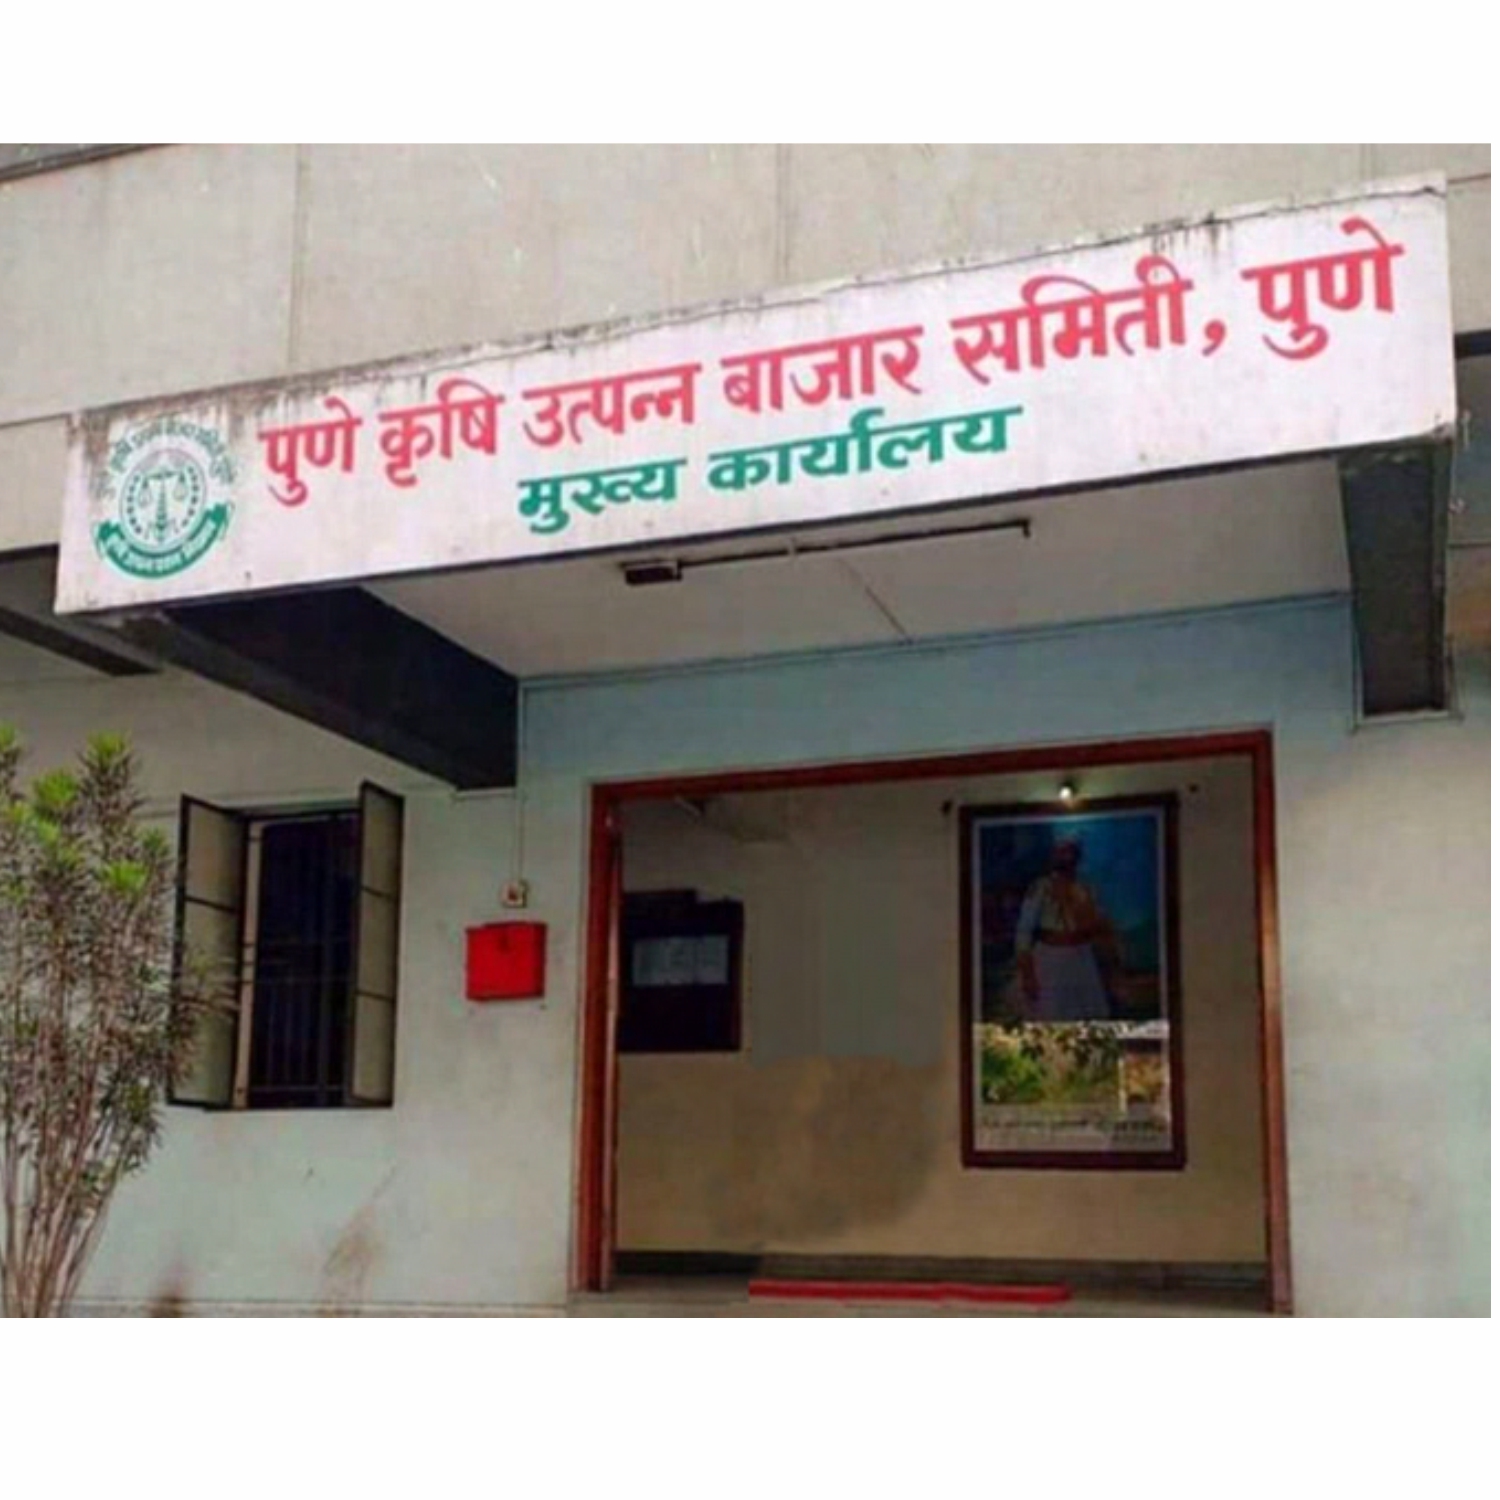 पुणे कृषि उत्पन्न बाजार समिती, पुणे
मुख्य कार्यालय